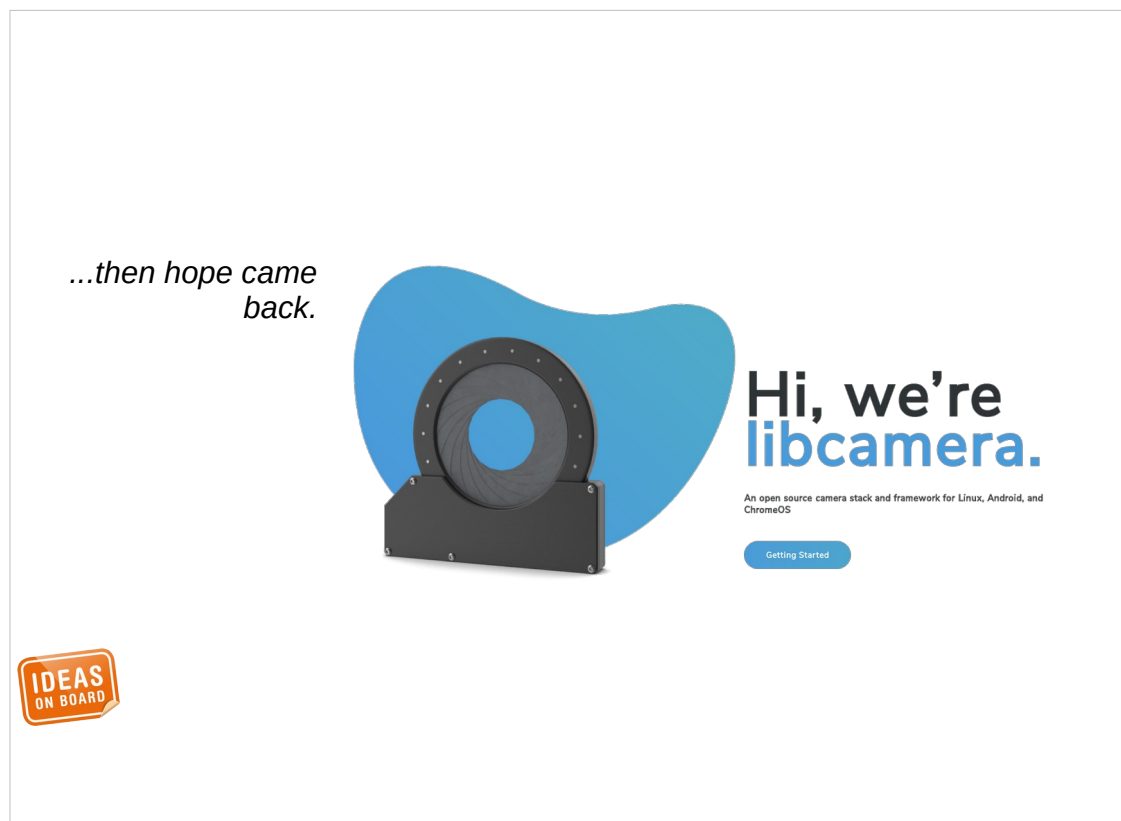 ...then hope came
back.
Hi, we’re
libcamera.
An open source camera stack and framework for Linux, Android, and
ChromeOS
Getting Started
IDEAS
ON BOARD